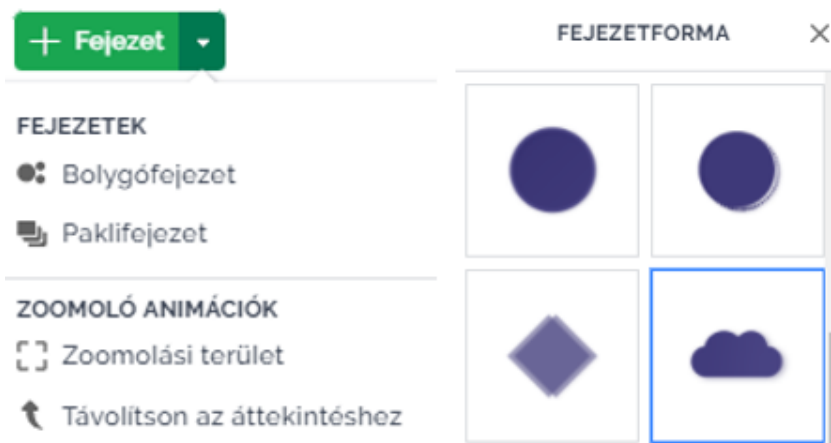 + Fejezet
FEJEZETEK
Bolygófejezet
Paklifejezet
ZOOMOLÓ ANIMÁCIÓK
Zoomolási terület
Távolítson az áttekintéshez
FEJEZETFORMA